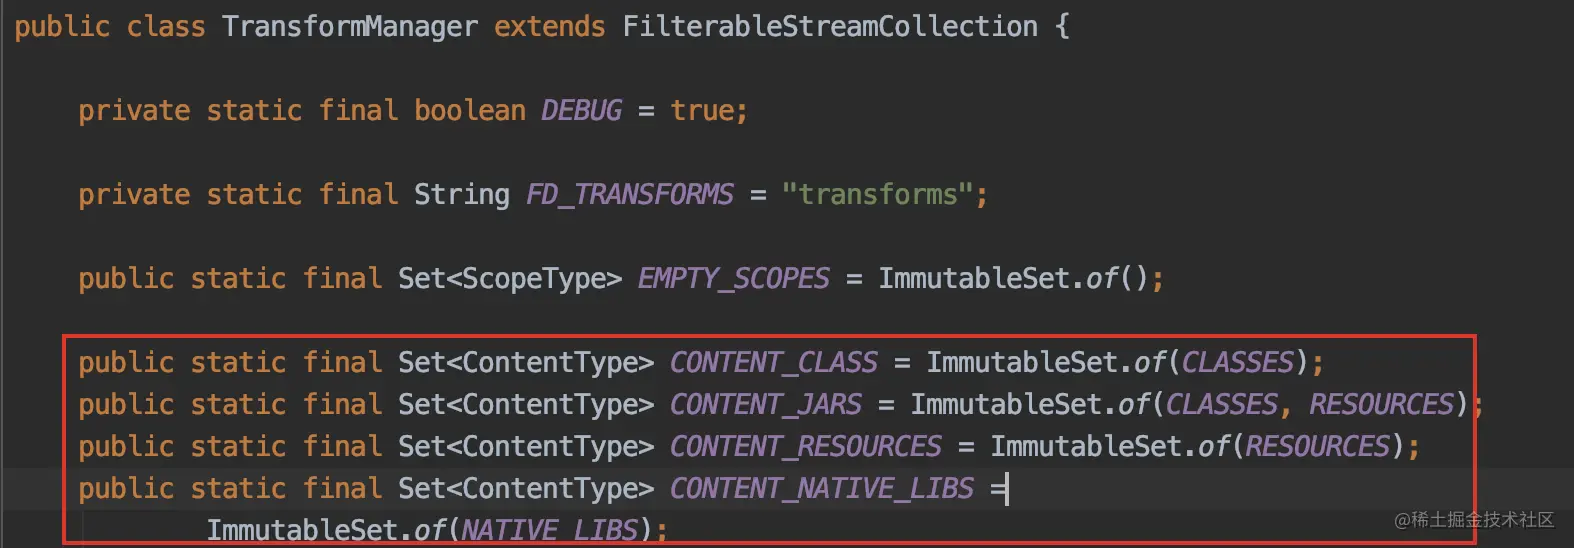 public class TransformManager extends FilterableStreamCollection {
private static final boolean DEBUG = true;
private static final String FD_TRANSFORMS = "transforms";
public static final Set<ScopeType> EMPTY_SCOPES = ImmutableSet.of();
public static final Set<ContentType> CONTENT_CLASS = ImmutableSet.of(CLASSES);
public static final Set<ContentType> CONTENT_JARS = ImmutableSet.of(CLASSES, RESOURCES);
public static final Set<ContentType> CONTENT_RESOURCES = ImmutableSet.of(RESOURCES);
public static final Set<ContentType> CONTENT_NATIVE_LIBS =
ImmutableSet.of(NATIVE_LIBS);
@稀土掘金技术社区